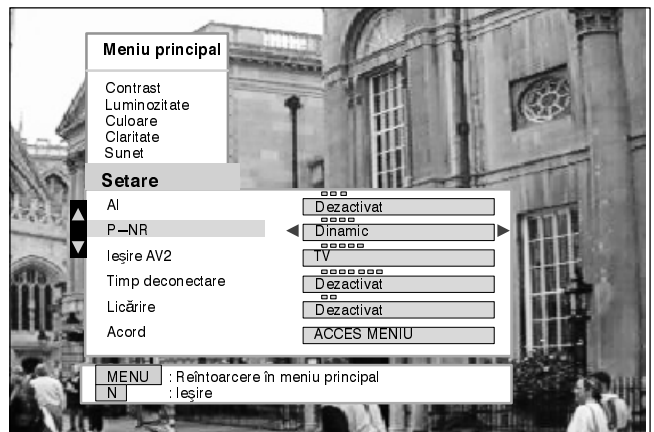 Meniu principal
Contrast
Luminozitate
Culoare
Claritate
Sunet
Setare
AI Dezactivat
P–NR Dinamic
Ieşire AV2 TV
Timp deconectare Dezactivat
Licărire Dezactivat
Acord ACCES MENIU
MENU : Reîntoarcere în meniu principal
N : Ieşire